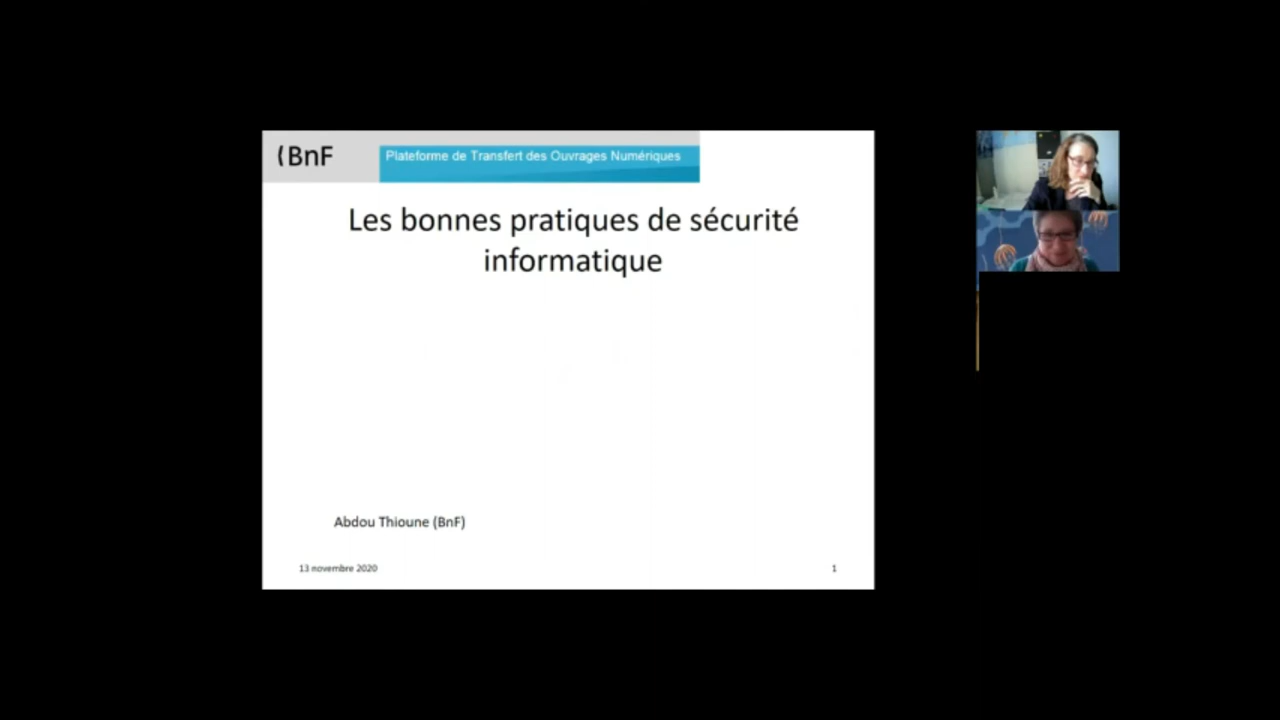 (BnF
Plateforme de Transfert des Ouvrages Numériques
Les bonnes pratiques de sécurité
informatique
Abdou Thioune (BnF)
13 novembre 2020
1